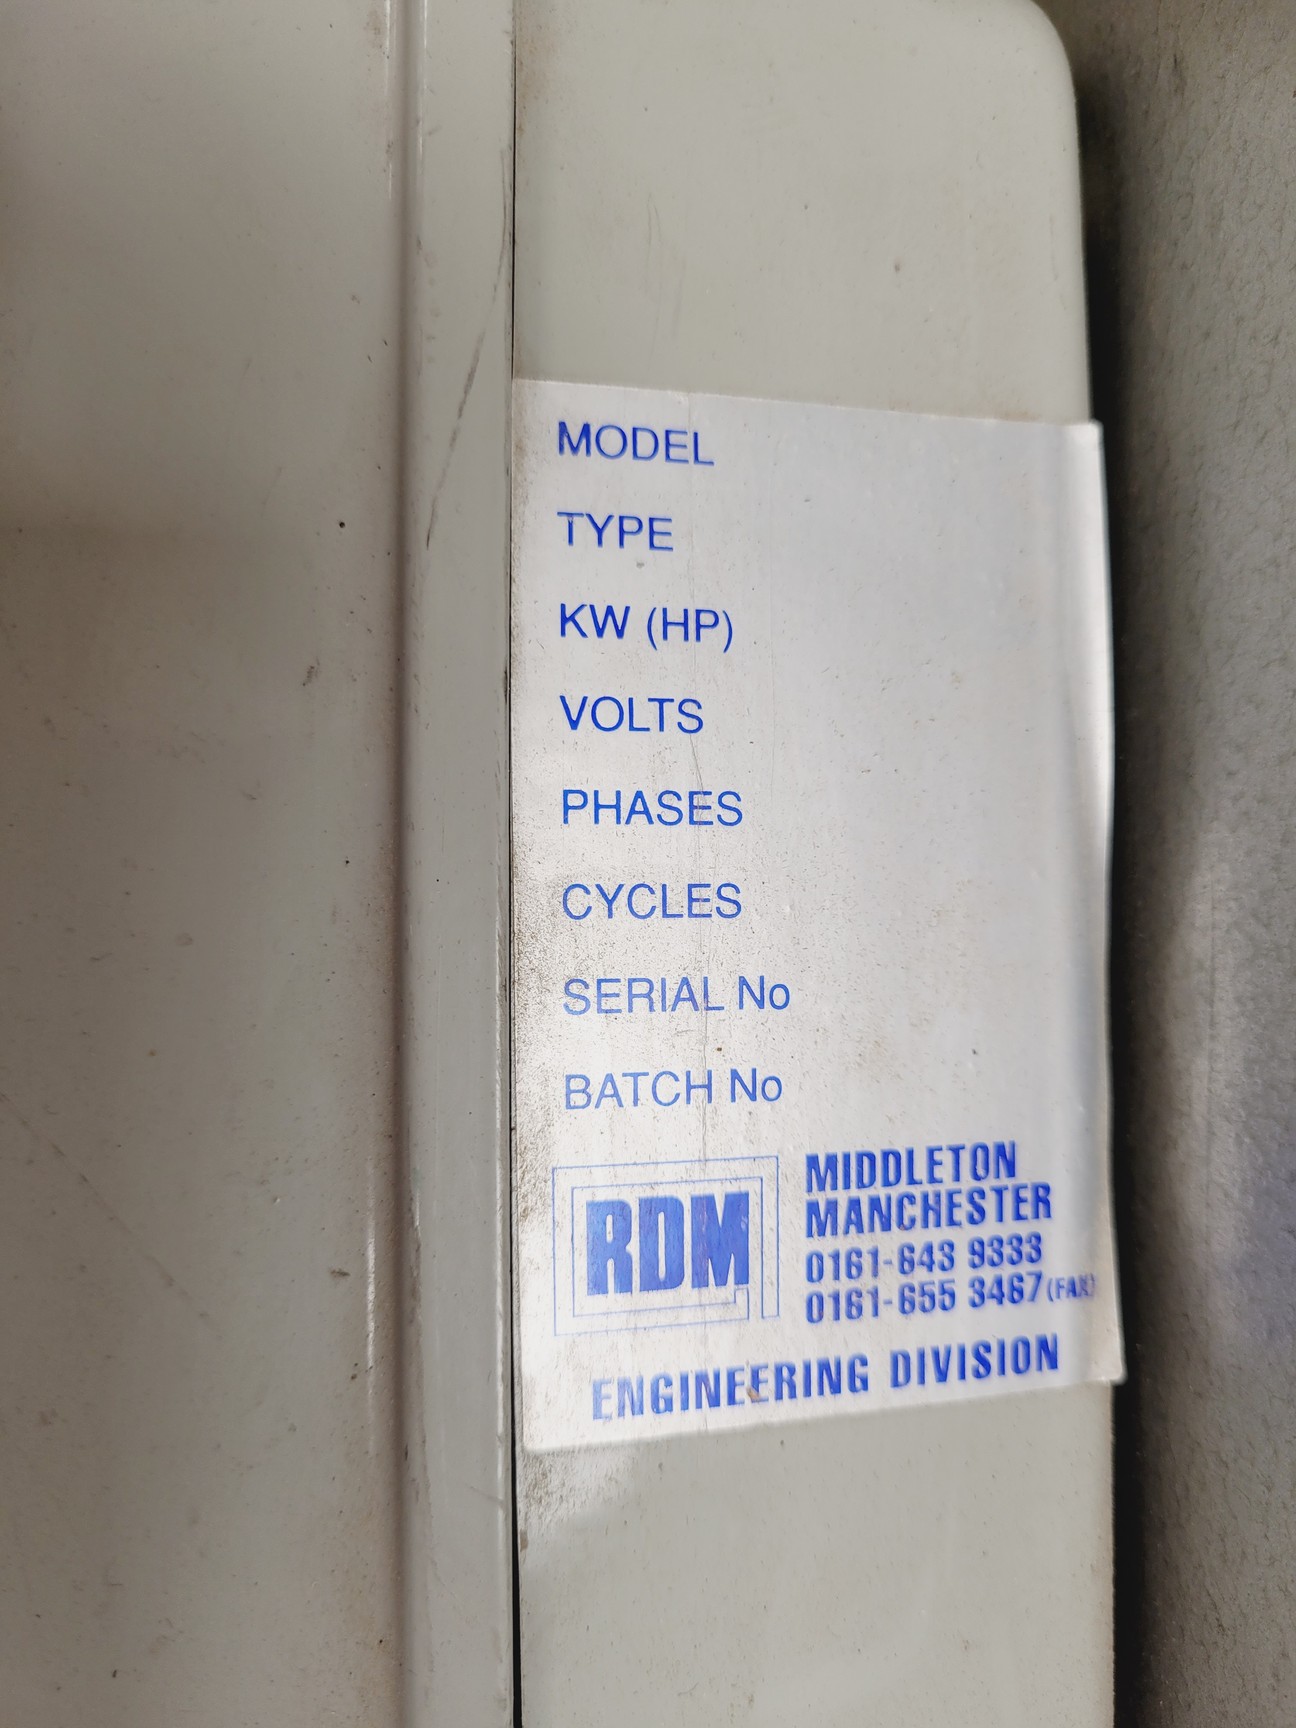 MODEL
TYPE
KW (HP)
VOLTS
PHASES
CYCLES
SERIAL No
BATCH No
RDM
MIDDLETON
MANCHESTER
0161-643 9333
0161-655 3467 (FAX)
ENGINEERING DIVISION